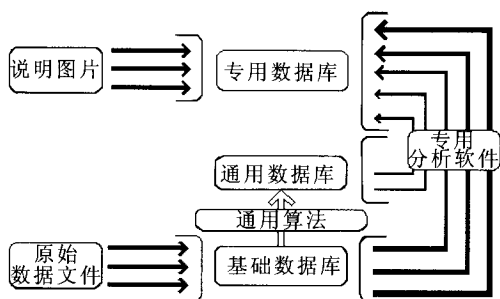 说明图片
专用数据库
专用
分析软件
通用数据库
通用算法
原始
数据文件
基础数据库